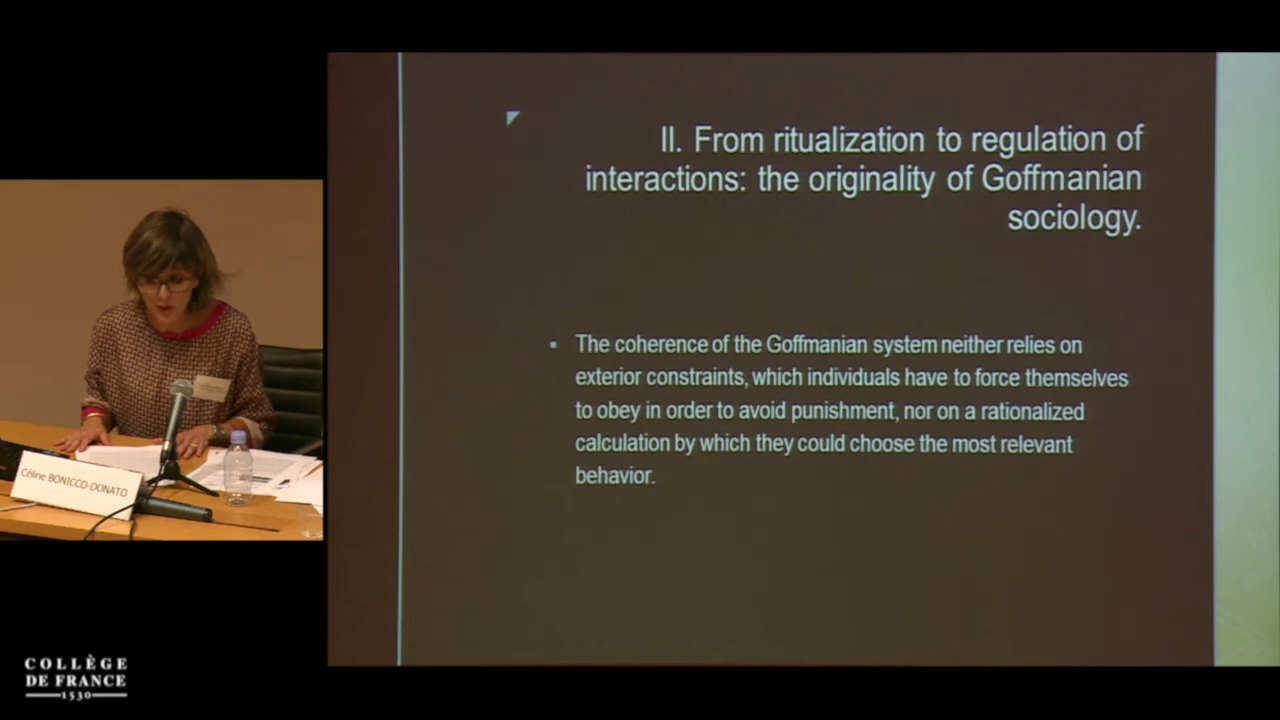 II. From ritualization to regulation of
interactions: the originality of Goffmanian
sociology.
▪ The coherence of the Goffmanian system neither relies on
exterior constraints, which individuals have to force themselves
to obey in order to avoid punishment, nor on a rationalized
calculation by which they could choose the most relevant
behavior.
Céline BONICCO-DONATO
COLLÈGE
DE FRANCE
1530